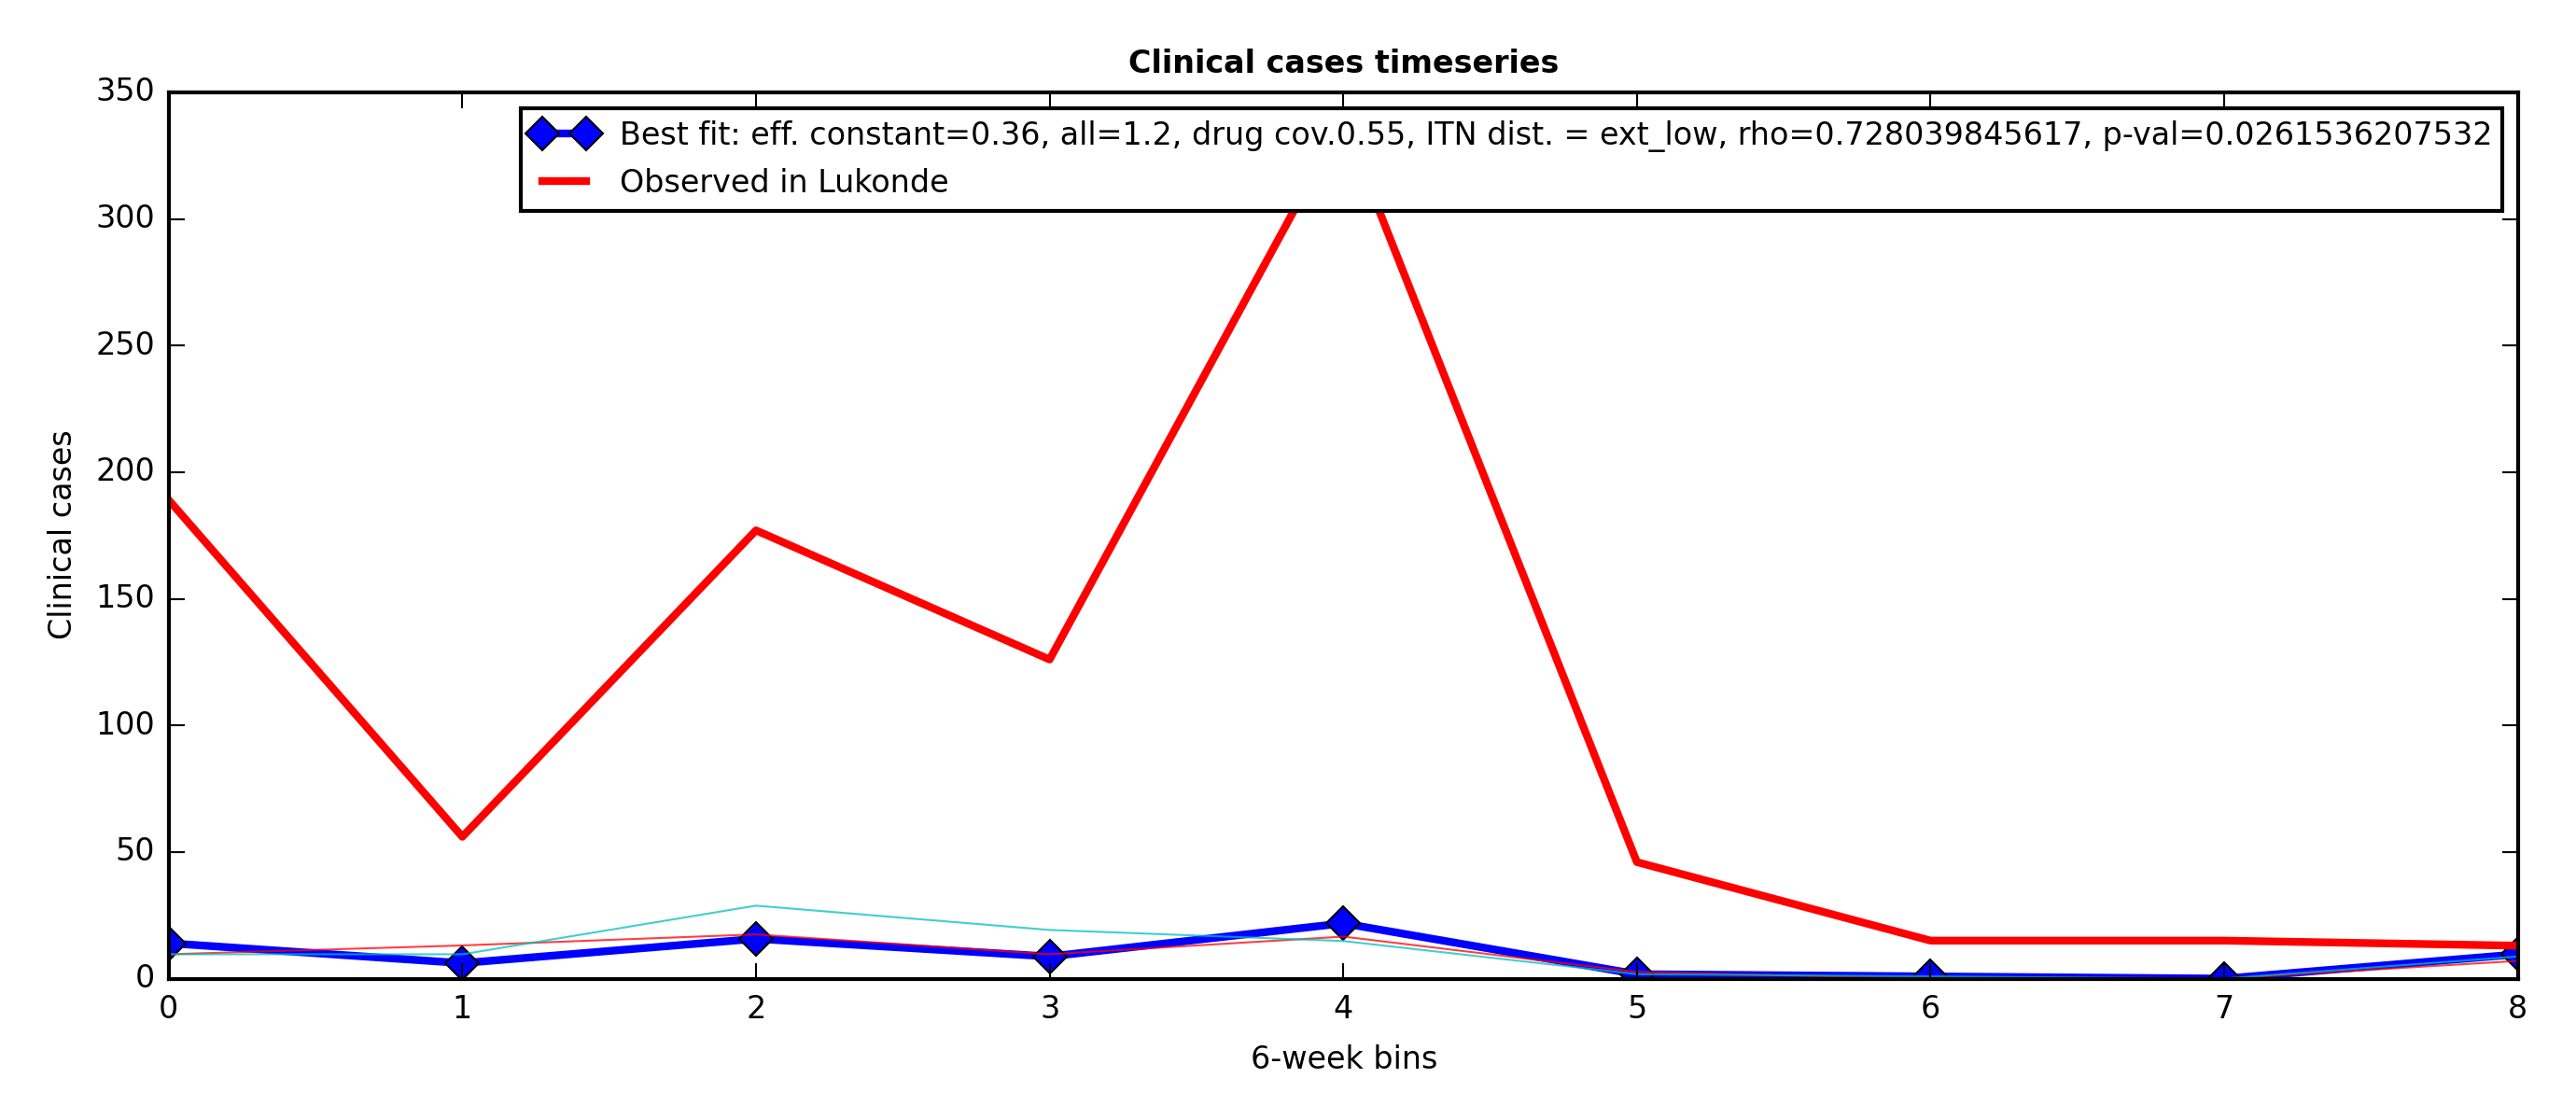 Clinical cases timeseries
Best fit: eff. constant=0.36, all=1.2, drug cov.0.55, ITN dist. = ext_low, rho=0.728039845617, p-val=0.0261536207532
Observed in Lukonde
350
300
250
200
150
100
50
0
Clinical cases
0 1 2 3 4 5 6 7 8
6-week bins